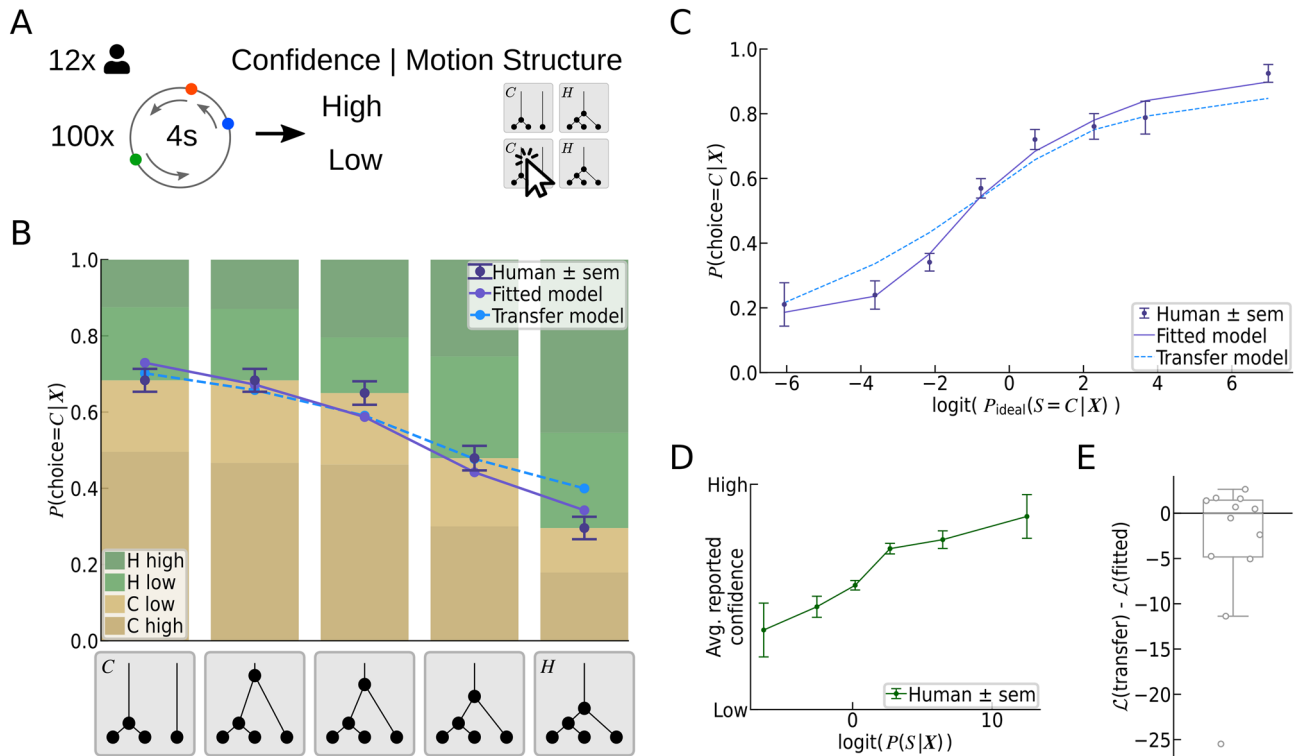 A
12x
100x
4s
Confidence | Motion Structure
High
Low
C
H
C
H
B
P(choice=C|X)
1.0
0.8
0.6
0.4
0.2
0.0
Human ± sem
Fitted model
Transfer model
H high
H low
C low
C high
C
H
C
P(choice=C|X)
1.0
0.8
0.6
0.4
0.2
0.0
Human ± sem
Fitted model
Transfer model
−6
−4
−2
0
2
4
6
logit( P_ideal(S=C|X) )
D
Avg. reported
confidence
High
Low
Human ± sem
0
10
logit(P(S|X))
E
ℒ(transfer) - ℒ(fitted)
0
−5
−10
−15
−20
−25